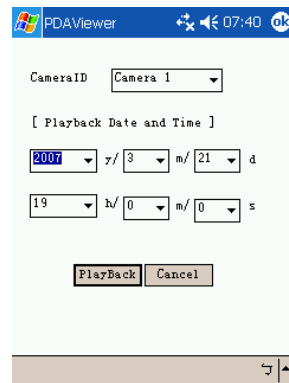 PDAViewer 07:40 ok
CameraID Camera 1
[ Playback Date and Time ]
2007 y/ 3 m/ 21 d
19 h/ 0 m/ 0 s
PlayBack Cancel